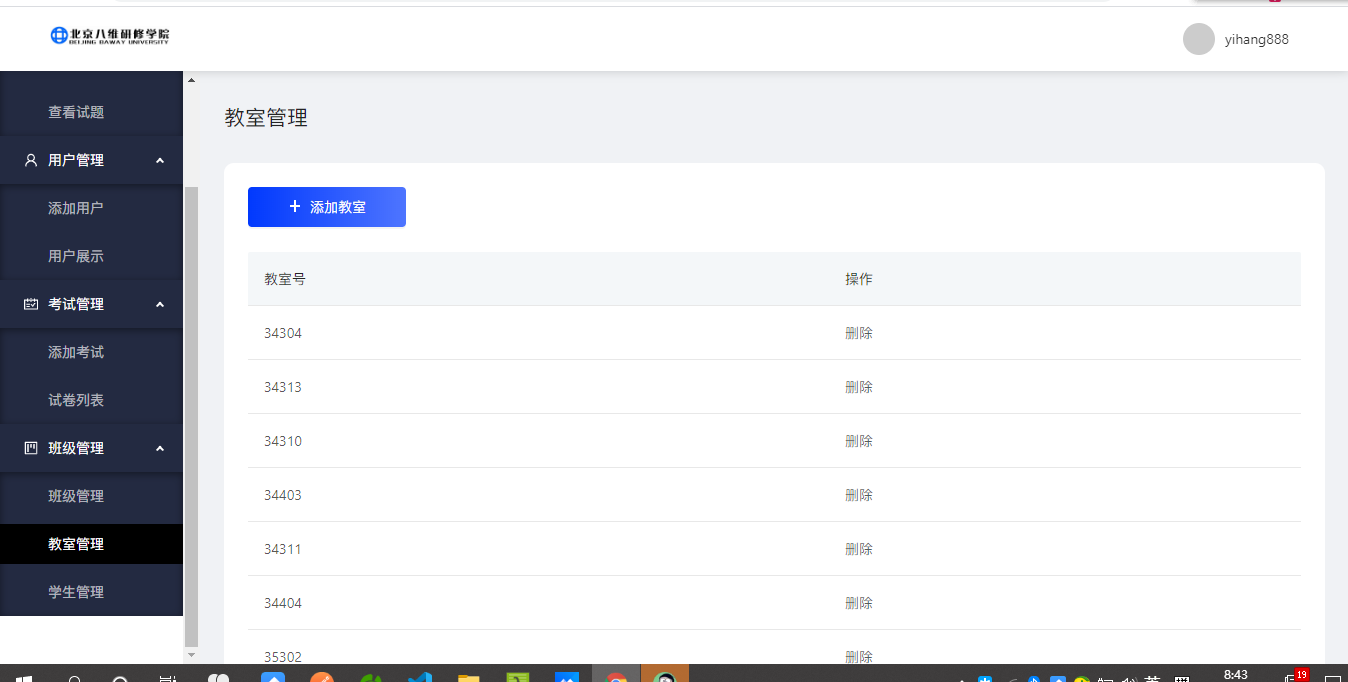 北京八维研修学院
BEIJING BAWAY UNIVERSITY
yihang888
查看试题
用户管理
添加用户
用户展示
考试管理
添加考试
试卷列表
班级管理
班级管理
教室管理
学生管理
教室管理
+ 添加教室
教室号 操作
34304 删除
34313 删除
34310 删除
34403 删除
34311 删除
34404 删除
35302 删除
英
8:43
19